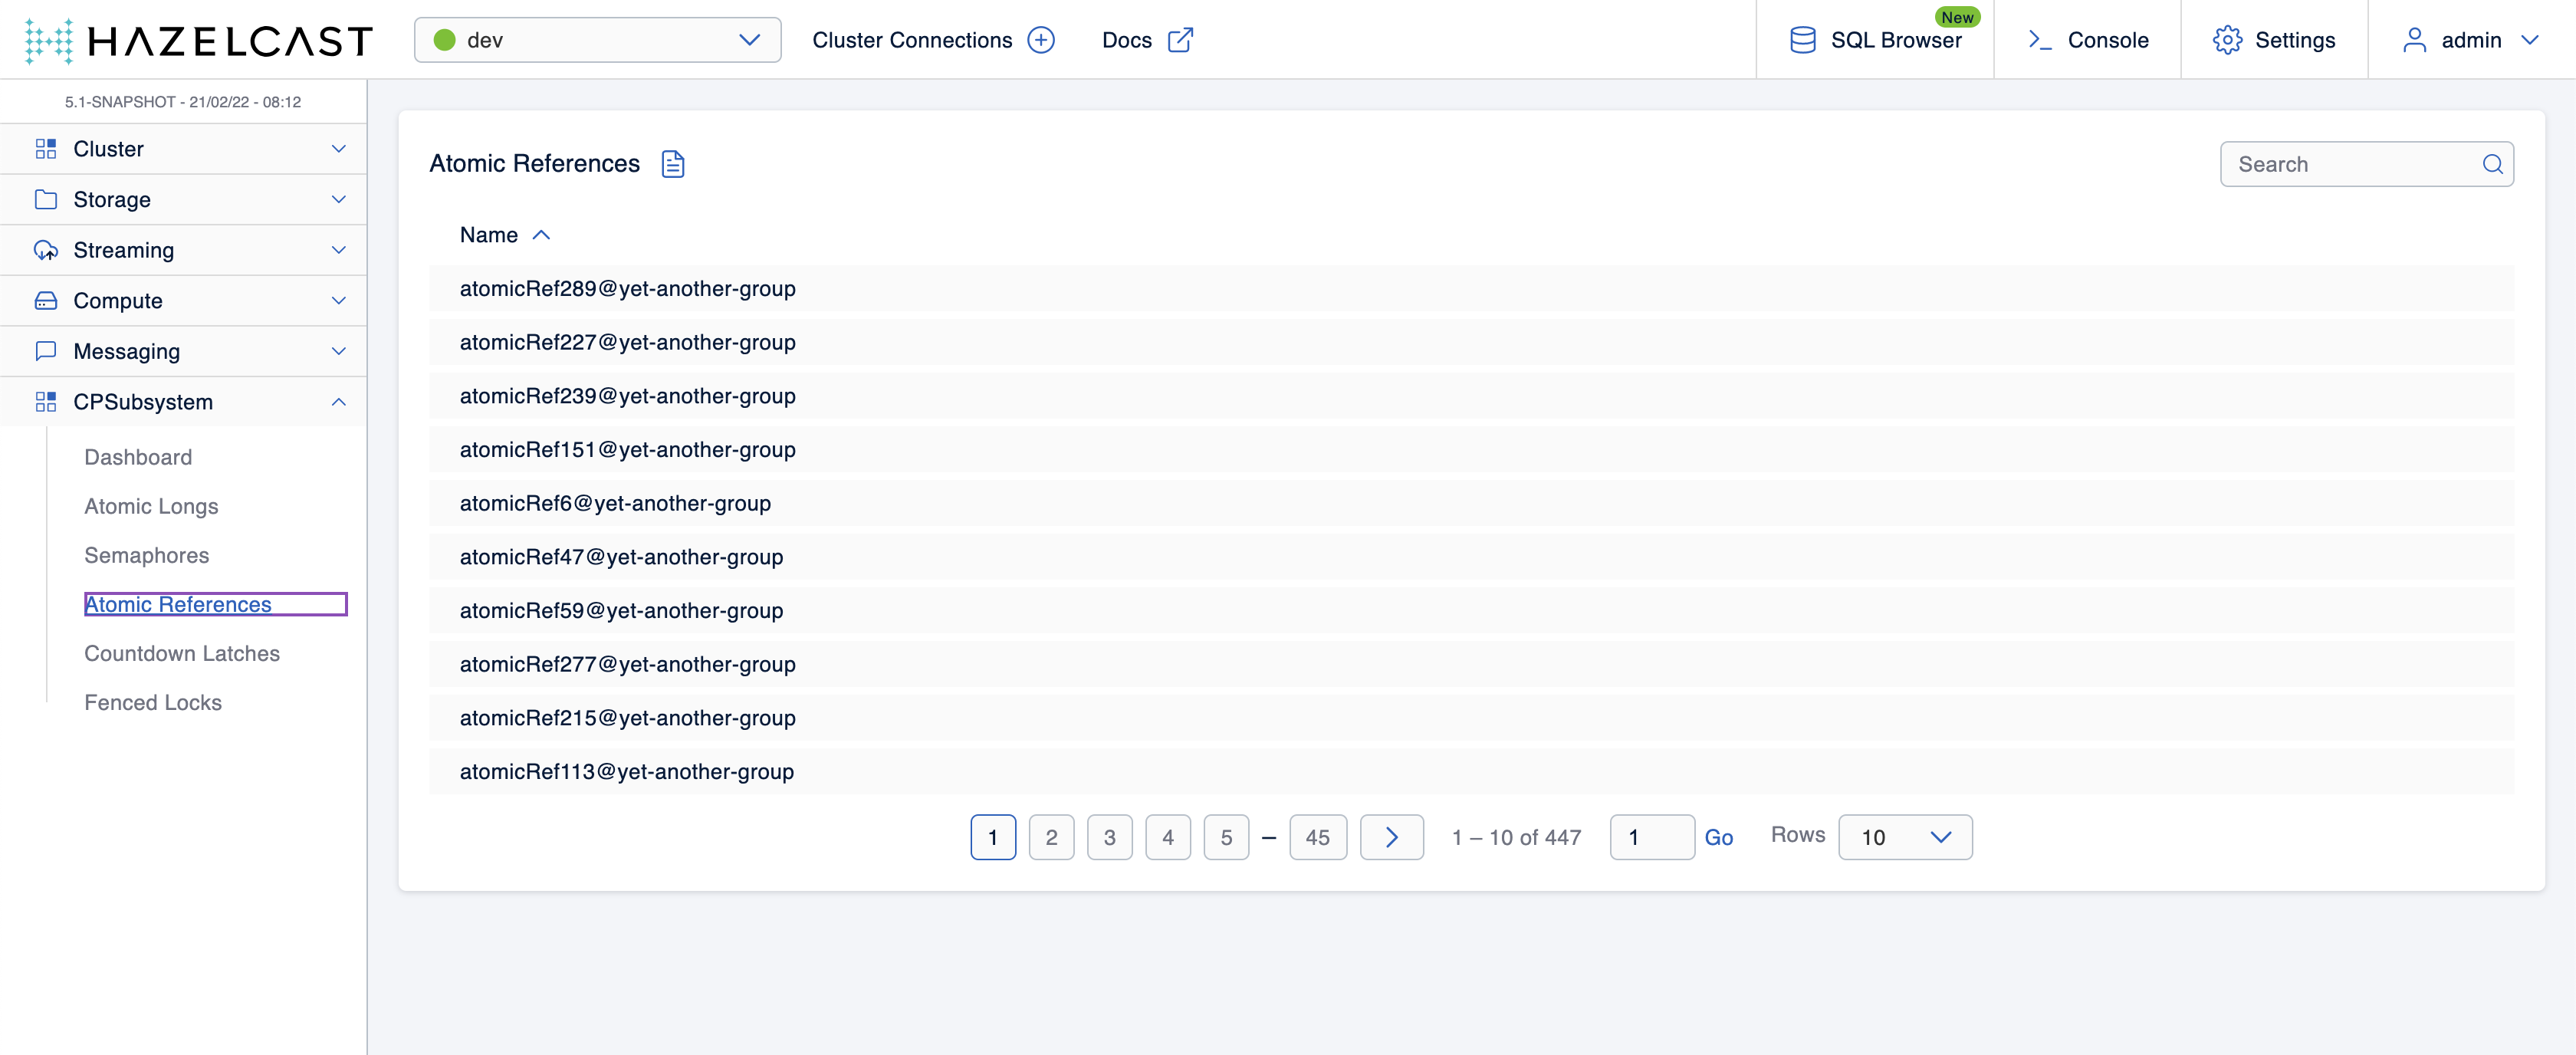 HAZELCAST
dev
Cluster Connections
Docs
New
SQL Browser
Console
Settings
admin
5.1-SNAPSHOT - 21/02/22 - 08:12
Cluster
Storage
Streaming
Compute
Messaging
CPSubsystem
Dashboard
Atomic Longs
Semaphores
Atomic References
Countdown Latches
Fenced Locks
Atomic References
Search
Name
atomicRef289@yet-another-group
atomicRef227@yet-another-group
atomicRef239@yet-another-group
atomicRef151@yet-another-group
atomicRef6@yet-another-group
atomicRef47@yet-another-group
atomicRef59@yet-another-group
atomicRef277@yet-another-group
atomicRef215@yet-another-group
atomicRef113@yet-another-group
1 2 3 4 5 – 45 1 – 10 of 447 1 Go Rows 10